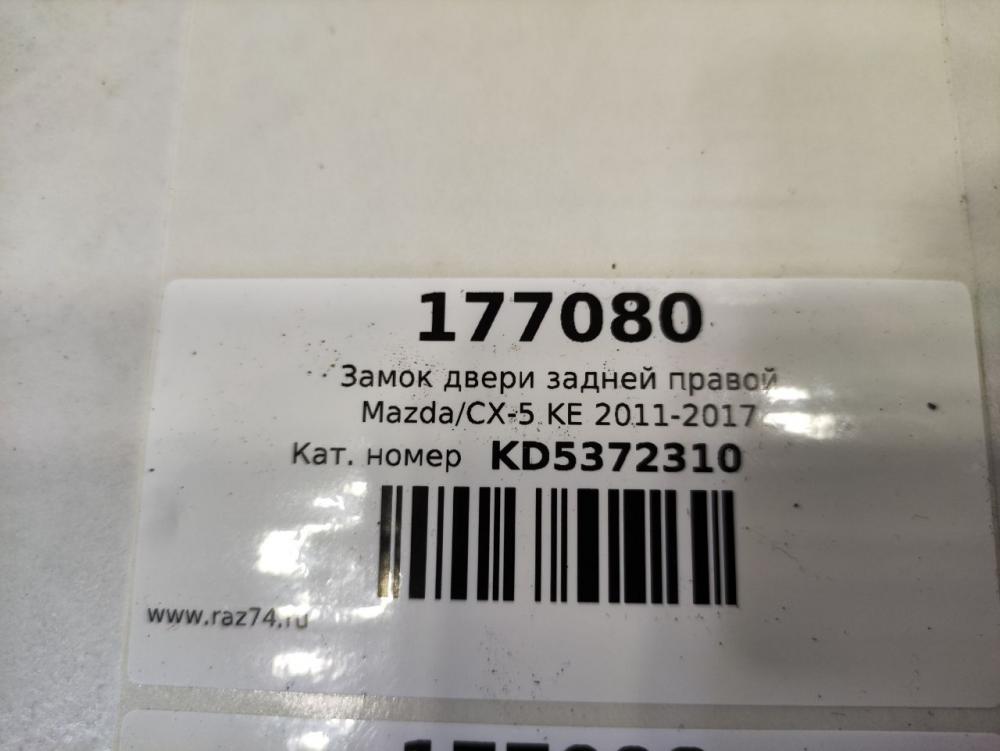 177080
Замок двери задней правой
Mazda/CX-5 KE 2011-2017
Кат. номер KD5372310
www.raz74.ru